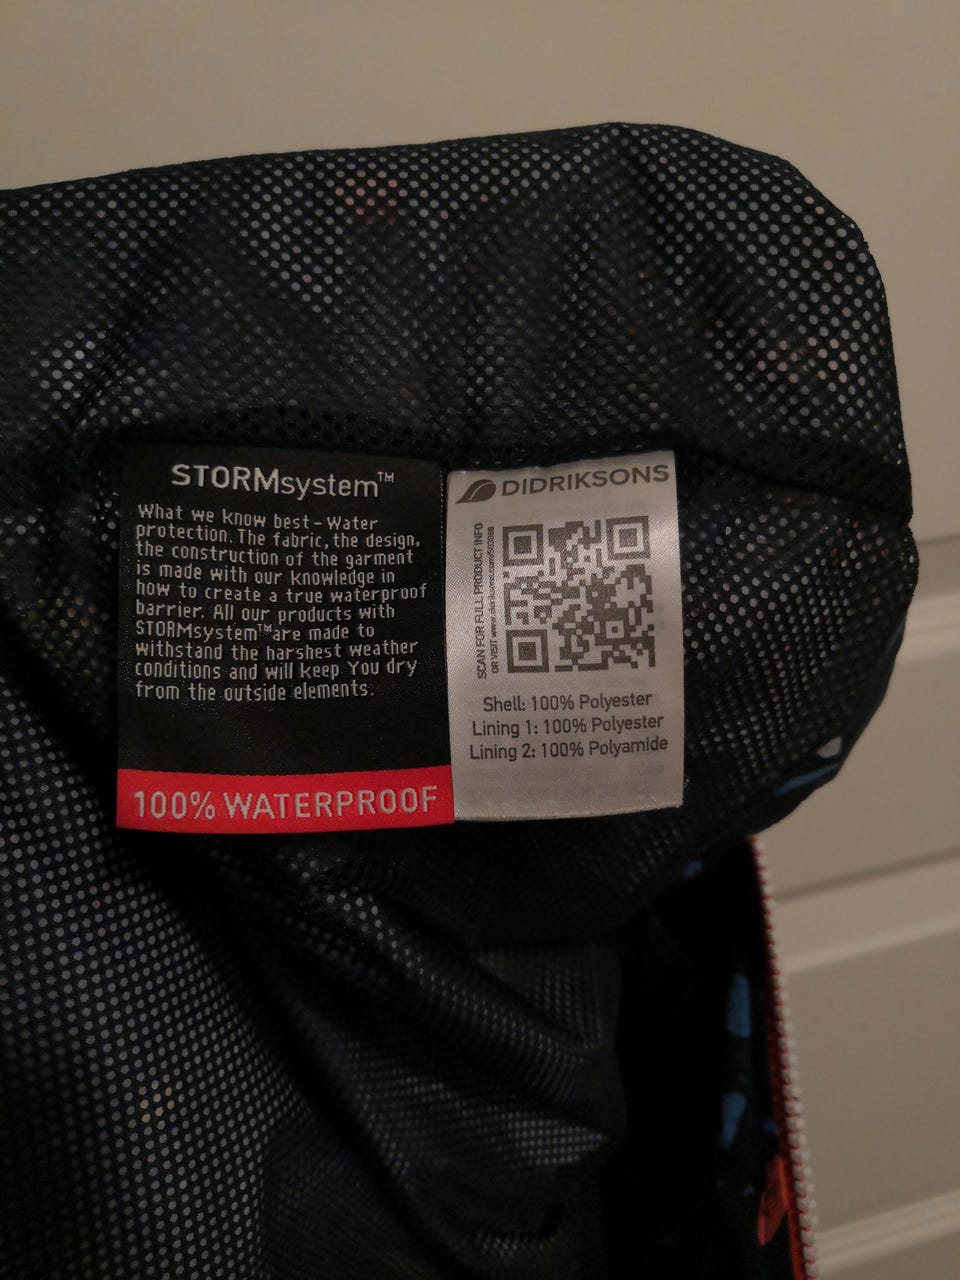 STORMsystem™
What we know best - Water
protection. The fabric, the design,
the construction of the garment
is made with our knowledge in
how to create a true waterproof
barrier. All our products with
STORMsystem™ are made to
withstand the harshest weather
conditions and will keep You dry
from the outside elements.
100% WATERPROOF
DIDRIKSONS
SCAN FOR FULL PRODUCT INFO
OR VISIT
Shell: 100% Polyester
Lining 1: 100% Polyester
Lining 2: 100% Polyamide